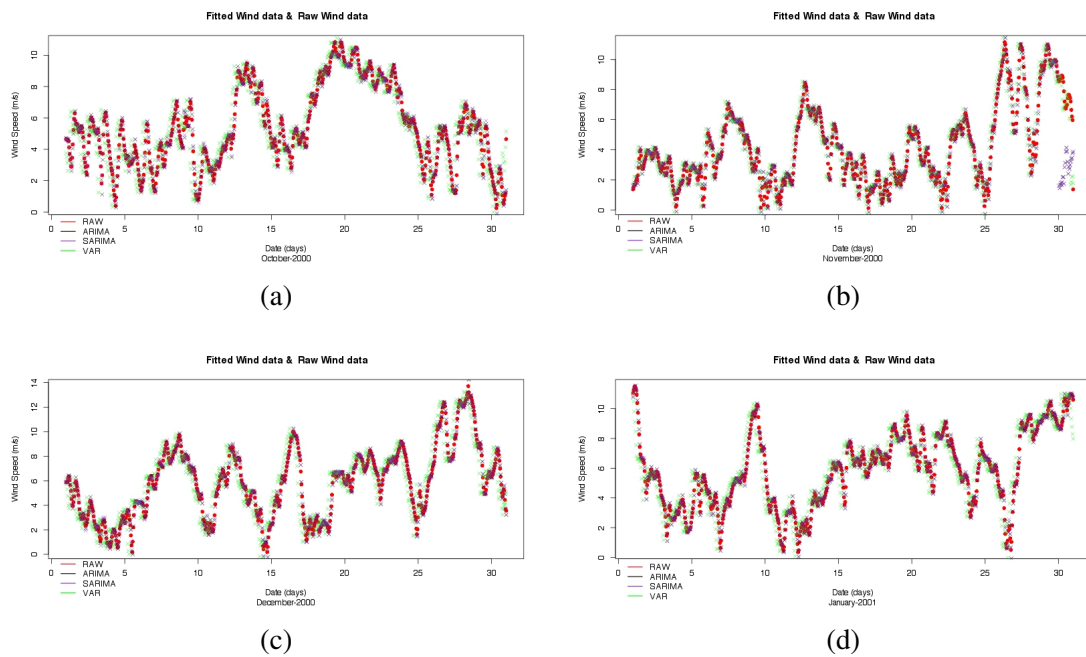 Fitted Wind data & Raw Wind data
Wind Speed (m/s)
0 2 4 6 8 10
0 5 10 15 20 25 30
RAW
ARIMA
SARIMA
VAR
Date (days)
October-2000
(a)
Fitted Wind data & Raw Wind data
Wind Speed (m/s)
0 2 4 6 8 10
0 5 10 15 20 25 30
RAW
ARIMA
SARIMA
VAR
Date (days)
November-2000
(b)
Fitted Wind data & Raw Wind data
Wind Speed (m/s)
0 2 4 6 8 10 12 14
0 5 10 15 20 25 30
RAW
ARIMA
SARIMA
VAR
Date (days)
December-2000
(c)
Fitted Wind data & Raw Wind data
Wind Speed (m/s)
0 2 4 6 8 10
0 5 10 15 20 25 30
RAW
ARIMA
SARIMA
VAR
Date (days)
January-2001
(d)